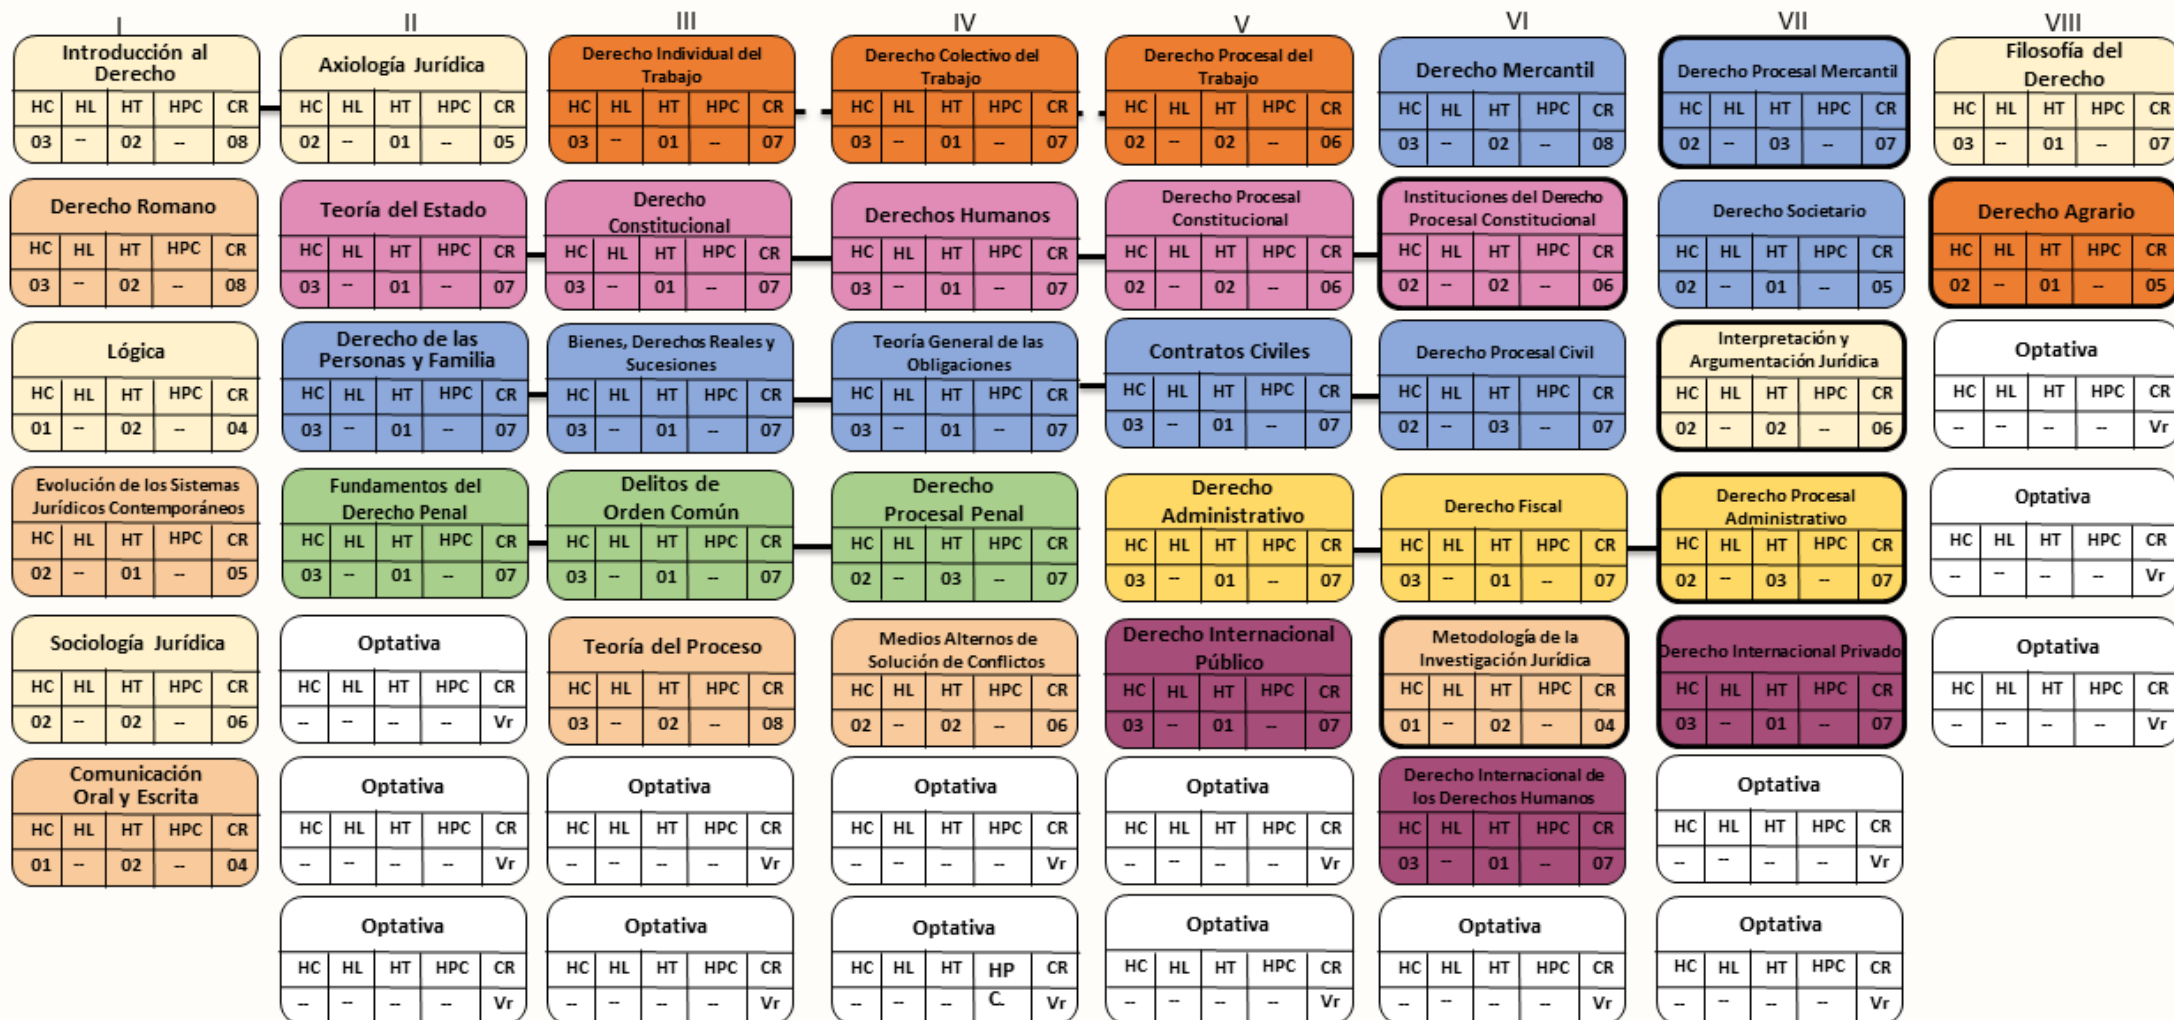 I II III IV V VI VII VIII
Introducción al
Derecho
HC HL HT HPC CR
03 -- 02 -- 08
Axiología Jurídica
HC HL HT HPC CR
02 -- 01 -- 05
Derecho Individual del
Trabajo
HC HL HT HPC CR
03 -- 01 -- 07
Derecho Colectivo del
Trabajo
HC HL HT HPC CR
03 -- 01 -- 07
Derecho Procesal del
Trabajo
HC HL HT HPC CR
02 -- 02 -- 06
Derecho Mercantil
HC HL HT HPC CR
03 -- 02 -- 08
Derecho Procesal Mercantil
HC HL HT HPC CR
02 -- 03 -- 07
Filosofía del
Derecho
HC HL HT HPC CR
03 -- 01 -- 07
Derecho Romano
HC HL HT HPC CR
03 -- 02 -- 08
Teoría del Estado
HC HL HT HPC CR
03 -- 01 -- 07
Derecho
Constitucional
HC HL HT HPC CR
03 -- 01 -- 07
Derechos Humanos
HC HL HT HPC CR
03 -- 01 -- 07
Derecho Procesal
Constitucional
HC HL HT HPC CR
02 -- 02 -- 06
Instituciones del Derecho
Procesal Constitucional
HC HL HT HPC CR
02 -- 02 -- 06
Derecho Societario
HC HL HT HPC CR
02 -- 01 -- 05
Derecho Agrario
HC HL HT HPC CR
02 -- 01 -- 05
Lógica
HC HL HT HPC CR
01 -- 02 -- 04
Derecho de las
Personas y Familia
HC HL HT HPC CR
03 -- 01 -- 07
Bienes, Derechos Reales y
Sucesiones
HC HL HT HPC CR
03 -- 01 -- 07
Teoría General de las
Obligaciones
HC HL HT HPC CR
03 -- 01 -- 07
Contratos Civiles
HC HL HT HPC CR
03 -- 01 -- 07
Derecho Procesal Civil
HC HL HT HPC CR
02 -- 03 -- 07
Interpretación y
Argumentación Jurídica
HC HL HT HPC CR
02 -- 02 -- 06
Optativa
HC HL HT HPC CR
-- -- -- -- Vr
Evolución de los Sistemas
Jurídicos Contemporáneos
HC HL HT HPC CR
02 -- 01 -- 05
Fundamentos del
Derecho Penal
HC HL HT HPC CR
03 -- 01 -- 07
Delitos de
Orden Común
HC HL HT HPC CR
03 -- 01 -- 07
Derecho
Procesal Penal
HC HL HT HPC CR
02 -- 03 -- 07
Derecho
Administrativo
HC HL HT HPC CR
03 -- 01 -- 07
Derecho Fiscal
HC HL HT HPC CR
03 -- 01 -- 07
Derecho Procesal
Administrativo
HC HL HT HPC CR
02 -- 03 -- 07
Optativa
HC HL HT HPC CR
-- -- -- -- Vr
Sociología Jurídica
HC HL HT HPC CR
02 -- 02 -- 06
Optativa
HC HL HT HPC CR
-- -- -- -- Vr
Teoría del Proceso
HC HL HT HPC CR
03 -- 02 -- 08
Medios Alternos de
Solución de Conflictos
HC HL HT HPC CR
02 -- 02 -- 06
Derecho Internacional
Público
HC HL HT HPC CR
03 -- 01 -- 07
Metodología de la
Investigación Jurídica
HC HL HT HPC CR
01 -- 02 -- 04
Derecho Internacional Privado
HC HL HT HPC CR
03 -- 01 -- 07
Optativa
HC HL HT HPC CR
-- -- -- -- Vr
Comunicación
Oral y Escrita
HC HL HT HPC CR
01 -- 02 -- 04
Optativa
HC HL HT HPC CR
-- -- -- -- Vr
Optativa
HC HL HT HPC CR
-- -- -- -- Vr
Optativa
HC HL HT HPC CR
-- -- -- -- Vr
Optativa
HC HL HT HPC CR
-- -- -- -- Vr
Derecho Internacional de
los Derechos Humanos
HC HL HT HPC CR
03 -- 01 -- 07
Optativa
HC HL HT HPC CR
-- -- -- -- Vr
Optativa
HC HL HT HPC CR
-- -- -- -- Vr
Optativa
HC HL HT HPC CR
-- -- -- -- Vr
Optativa
HC HL HT HP CR
-- -- -- C Vr
Optativa
HC HL HT HPC CR
-- -- -- -- Vr
Optativa
HC HL HT HPC CR
-- -- -- -- Vr
Optativa
HC HL HT HPC CR
-- -- -- -- Vr